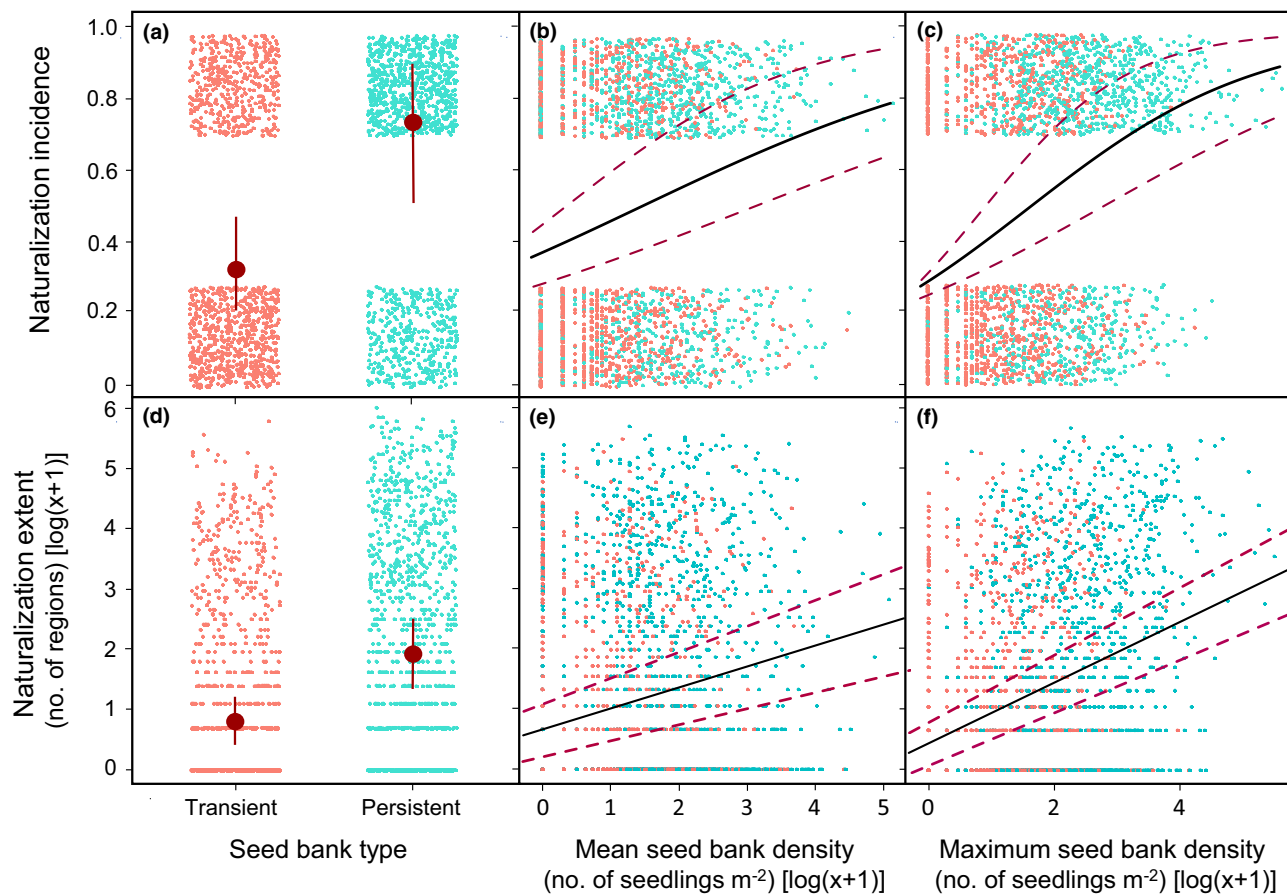 (a) (b) (c)
Naturalization incidence
1.0
0.8
0.6
0.4
0.2
0
(d) (e) (f)
Naturalization extent
(no. of regions) [log(x+1)]
6
5
4
3
2
1
0
Transient Persistent
0 1 2 3 4 5
0 2 4
Seed bank type
Mean seed bank density
(no. of seedlings m-2) [log(x+1)]
Maximum seed bank density
(no. of seedlings m-2) [log(x+1)]